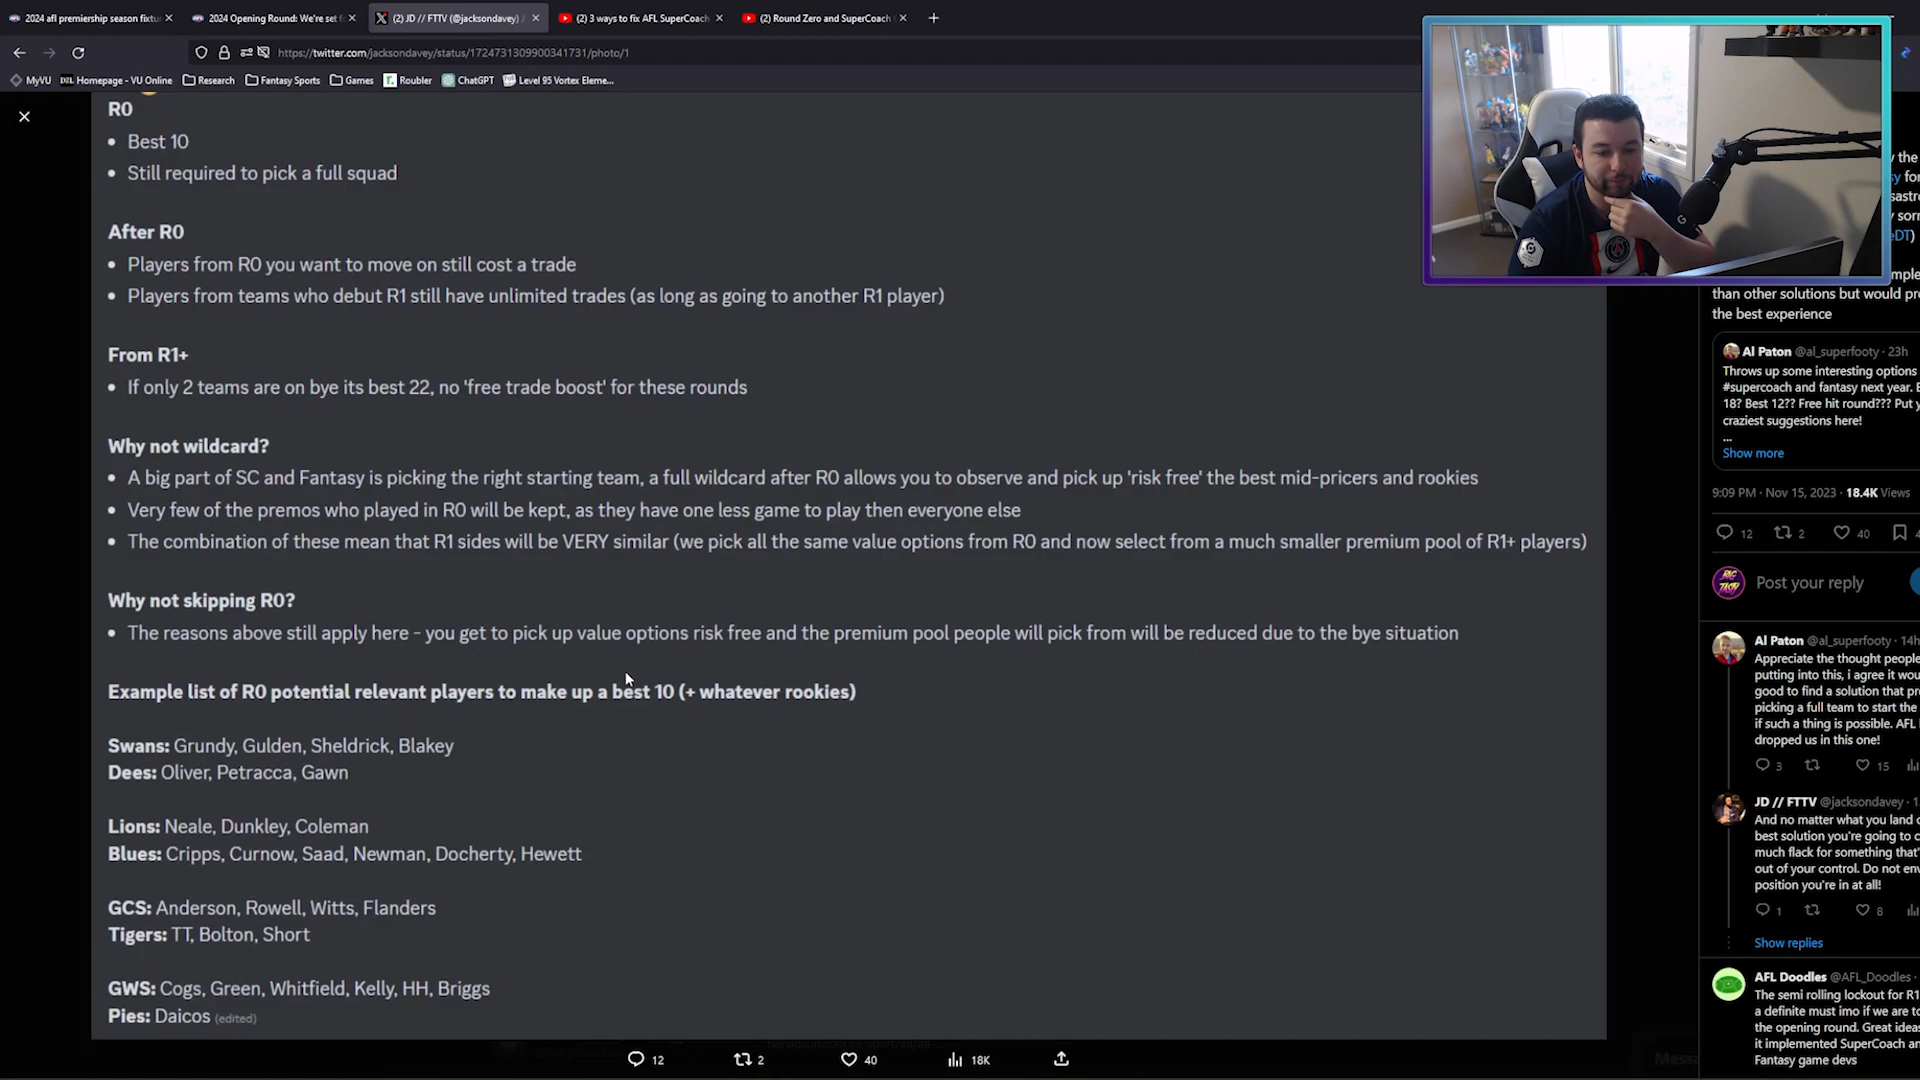 2024 afl premiership season fixtu
2024 Opening Round: We're set f
(2) JD // FTTV (@jacksondavey) /
(2) 3 ways to fix AFL SuperCoach
(2) Round Zero and SuperCoach
https://twitter.com/jacksondavey/status/1724731309900341731/photo/1
MyVU
Homepage - VU Online
Research
Fantasy Sports
Games
Roubler
ChatGPT
Level 95 Vortex Eleme...
R0
• Best 10
• Still required to pick a full squad
After R0
• Players from R0 you want to move on still cost a trade
• Players from teams who debut R1 still have unlimited trades (as long as going to another R1 player)
From R1+
• If only 2 teams are on bye its best 22, no 'free trade boost' for these rounds
Why not wildcard?
• A big part of SC and Fantasy is picking the right starting team, a full wildcard after R0 allows you to observe and pick up 'risk free' the best mid-pricers and rookies
• Very few of the premos who played in R0 will be kept, as they have one less game to play then everyone else
• The combination of these mean that R1 sides will be VERY similar (we pick all the same value options from R0 and now select from a much smaller premium pool of R1+ players)
Why not skipping R0?
• The reasons above still apply here - you get to pick up value options risk free and the premium pool people will pick from will be reduced due to the bye situation
Example list of R0 potential relevant players to make up a best 10 (+ whatever rookies)
Swans: Grundy, Gulden, Sheldrick, Blakey
Dees: Oliver, Petracca, Gawn
Lions: Neale, Dunkley, Coleman
Blues: Cripps, Curnow, Saad, Newman, Docherty, Hewett
GCS: Anderson, Rowell, Witts, Flanders
Tigers: TT, Bolton, Short
GWS: Cogs, Green, Whitfield, Kelly, HH, Briggs
Pies: Daicos (edited)
12
2
40
18K
than other solutions but would pr
the best experience
Al Paton @al_superfooty · 23h
Throws up some interesting options
#supercoach and fantasy next year. B
18? Best 12?? Free hit round??? Put y
craziest suggestions here!
...
Show more
9:09 PM · Nov 15, 2023 · 18.4K Views
12
2
40
Post your reply
Al Paton @al_superfooty · 14h
Appreciate the thought people
putting into this, i agree it wou
good to find a solution that pr
picking a full team to start the
if such a thing is possible. AFL
dropped us in this one!
3
15
JD // FTTV @jacksondavey · 1
And no matter what you land o
best solution you're going to c
much flack for something that'
out of your control. Do not env
position you're in at all!
1
8
Show replies
AFL Doodles @AFL_Doodles ·
The semi rolling lockout for R1
a definite must imo if we are to
the opening round. Great ideas
it implemented SuperCoach an
Fantasy game devs